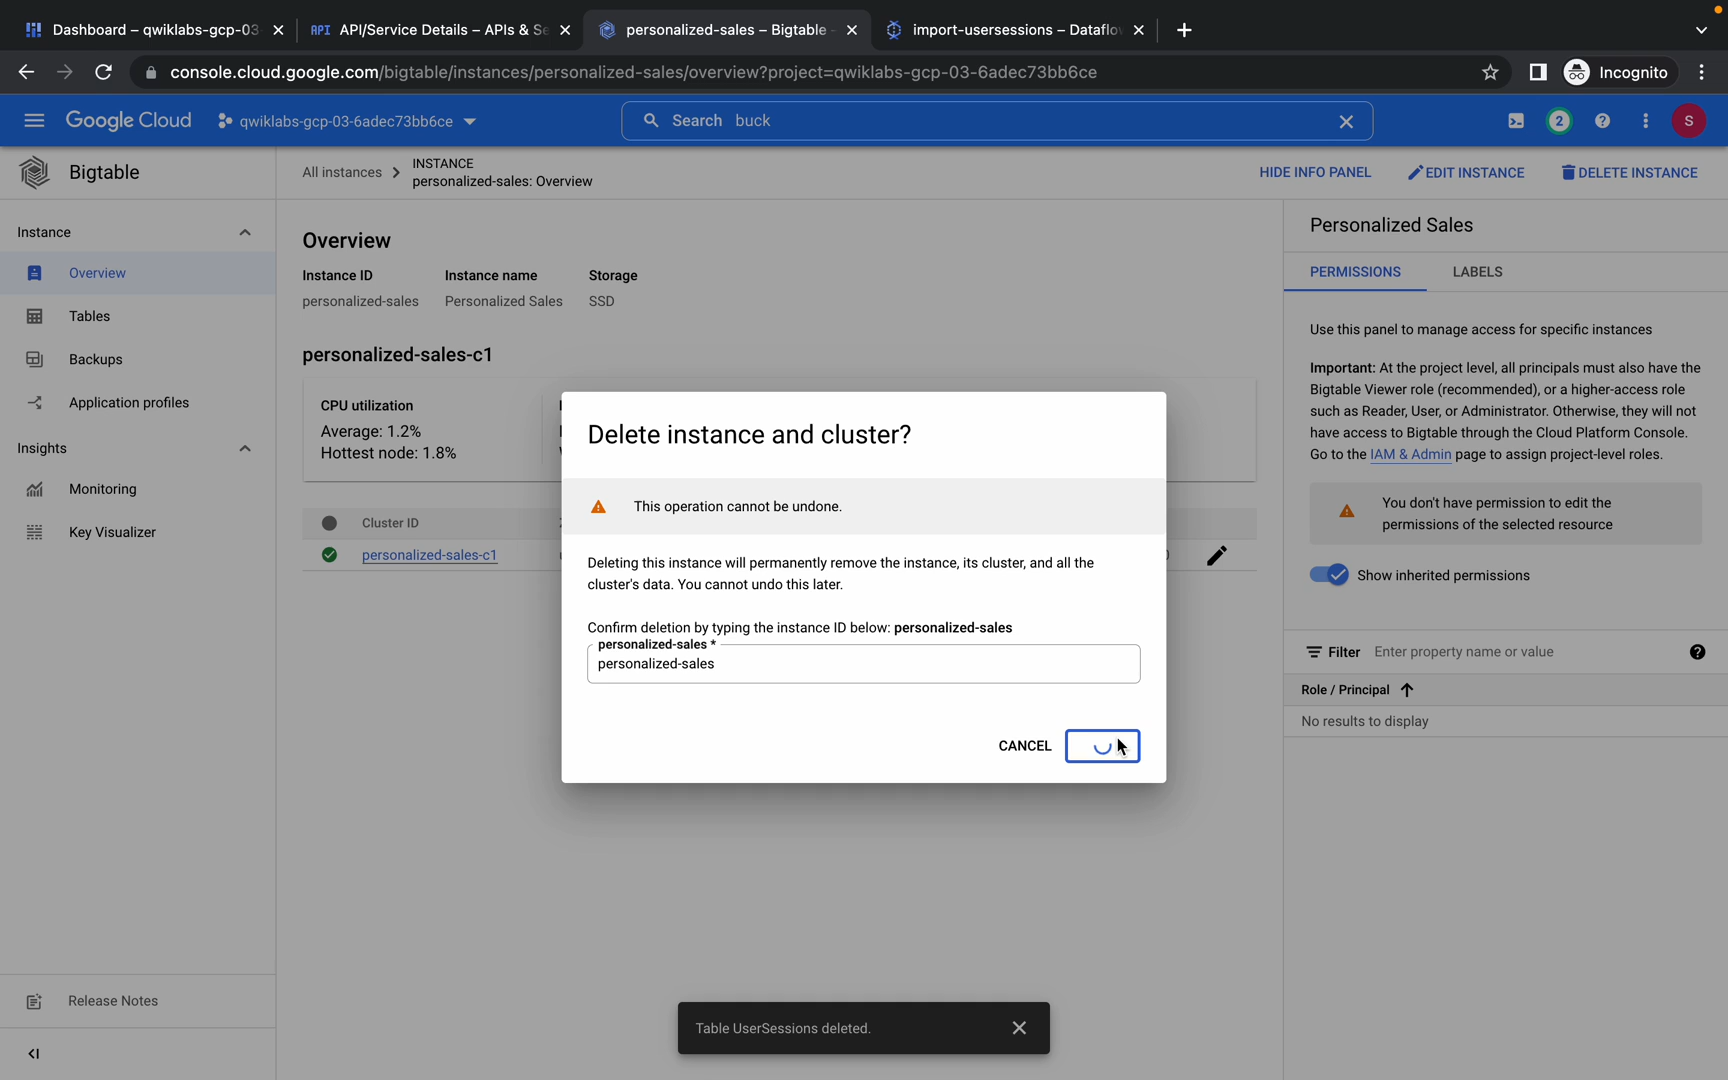 Dashboard – qwiklabs-gcp-03
API API/Service Details – APIs & Se
personalized-sales – Bigtable –
import-usersessions – Dataflow
console.cloud.google.com/bigtable/instances/personalized-sales/overview?project=qwiklabs-gcp-03-6adec73bb6ce
Incognito
Google Cloud
qwiklabs-gcp-03-6adec73bb6ce
Search buck
2
S
Bigtable
All instances
INSTANCE
personalized-sales: Overview
HIDE INFO PANEL
EDIT INSTANCE
DELETE INSTANCE
Instance
Overview
Tables
Backups
Application profiles
Insights
Monitoring
Key Visualizer
Release Notes
Overview
Instance ID Instance name Storage
personalized-sales Personalized Sales SSD
personalized-sales-c1
CPU utilization
Average: 1.2%
Hottest node: 1.8%
Cluster ID
personalized-sales-c1
Delete instance and cluster?
This operation cannot be undone.
Deleting this instance will permanently remove the instance, its cluster, and all the
cluster's data. You cannot undo this later.
Confirm deletion by typing the instance ID below: personalized-sales
personalized-sales *
personalized-sales
CANCEL
Table UserSessions deleted.
Personalized Sales
PERMISSIONS LABELS
Use this panel to manage access for specific instances
Important: At the project level, all principals must also have the
Bigtable Viewer role (recommended), or a higher-access role
such as Reader, User, or Administrator. Otherwise, they will not
have access to Bigtable through the Cloud Platform Console.
Go to the IAM & Admin page to assign project-level roles.
You don't have permission to edit the
permissions of the selected resource
Show inherited permissions
Filter Enter property name or value
Role / Principal
No results to display